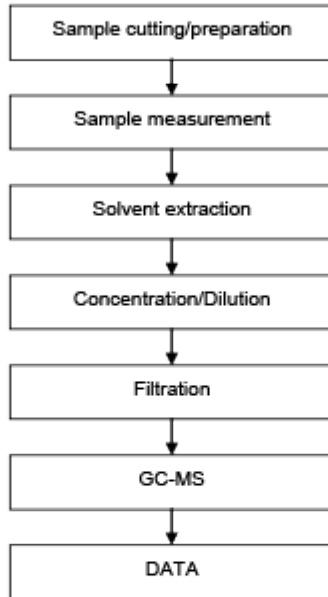 Sample cutting/preparation
Sample measurement
Solvent extraction
Concentration/Dilution
Filtration
GC-MS
DATA